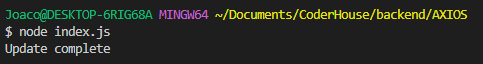 Joaco@DESKTOP-6RIG68A MINGW64 ~/Documents/CoderHouse/backend/AXIOS
$ node index.js
Update complete